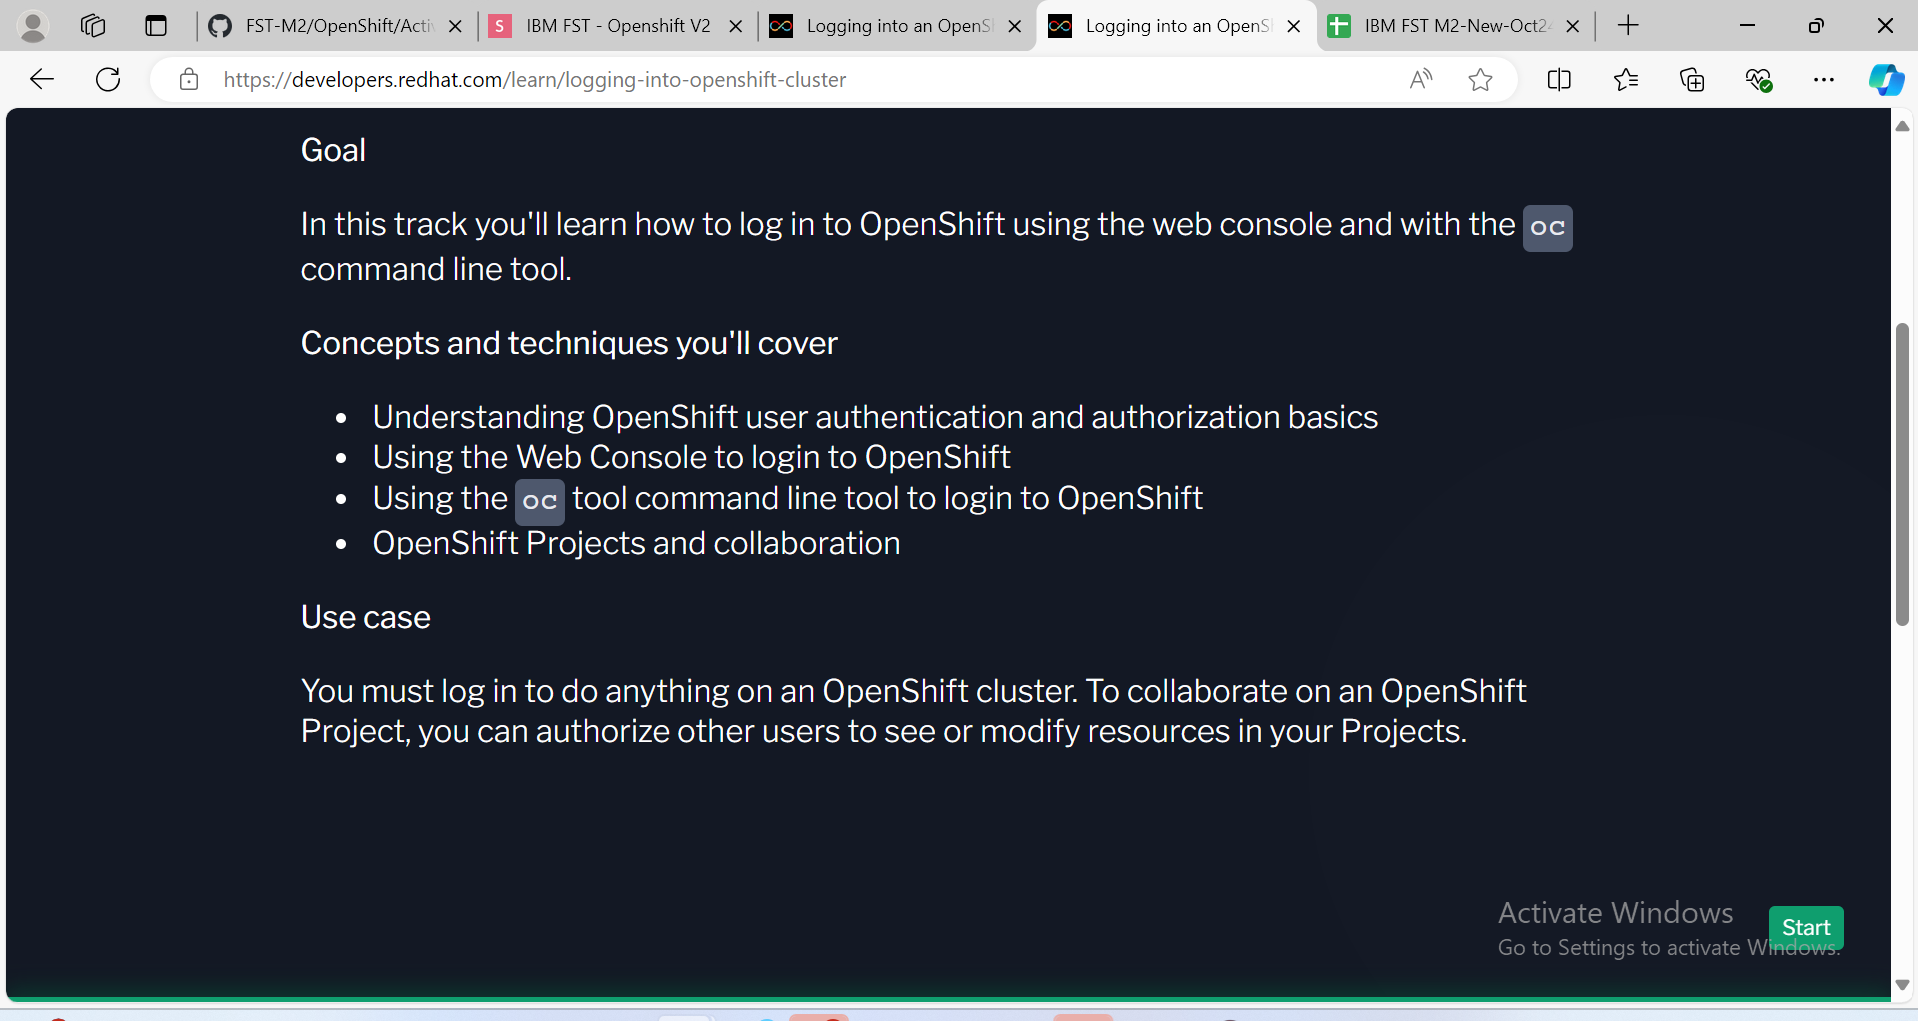 FST-M2/OpenShift/Activ
S IBM FST - Openshift V2
Logging into an OpenS
Logging into an OpenS
IBM FST M2-New-Oct24
https://developers.redhat.com/learn/logging-into-openshift-cluster
Goal
In this track you'll learn how to log in to OpenShift using the web console and with the oc
command line tool.
Concepts and techniques you'll cover
• Understanding OpenShift user authentication and authorization basics
• Using the Web Console to login to OpenShift
• Using the oc tool command line tool to login to OpenShift
• OpenShift Projects and collaboration
Use case
You must log in to do anything on an OpenShift cluster. To collaborate on an OpenShift
Project, you can authorize other users to see or modify resources in your Projects.
Activate Windows
Start
Go to Settings to activate Windows.